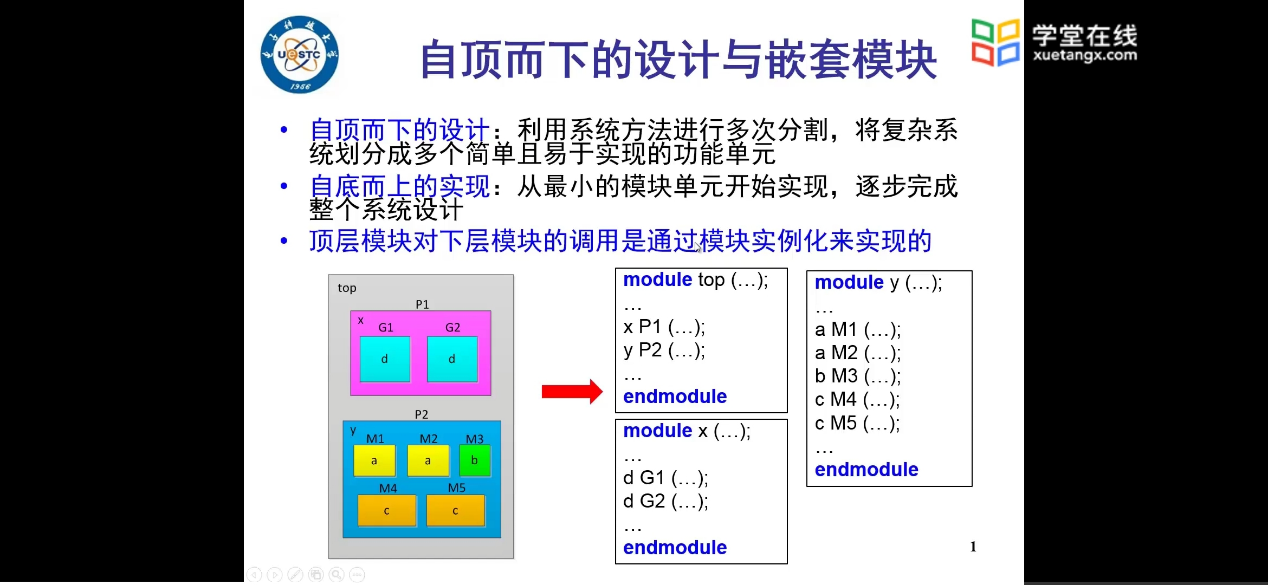 UESTC
1956
自顶而下的设计与嵌套模块
学堂在线
xuetangx.com
• 自顶而下的设计：利用系统方法进行多次分割，将复杂系
统划分成多个简单且易于实现的功能单元
• 自底而上的实现：从最小的模块单元开始实现，逐步完成
整个系统设计
• 顶层模块对下层模块的调用是通过模块实例化来实现的
top
P1
x
G1 G2
d d
P2
y
M1 M2 M3
a a b
M4 M5
c c
module top (…);
…
x P1 (…);
y P2 (…);
…
endmodule
module x (…);
…
d G1 (…);
d G2 (…);
…
endmodule
module y (…);
…
a M1 (…);
a M2 (…);
b M3 (…);
c M4 (…);
c M5 (…);
…
endmodule
1